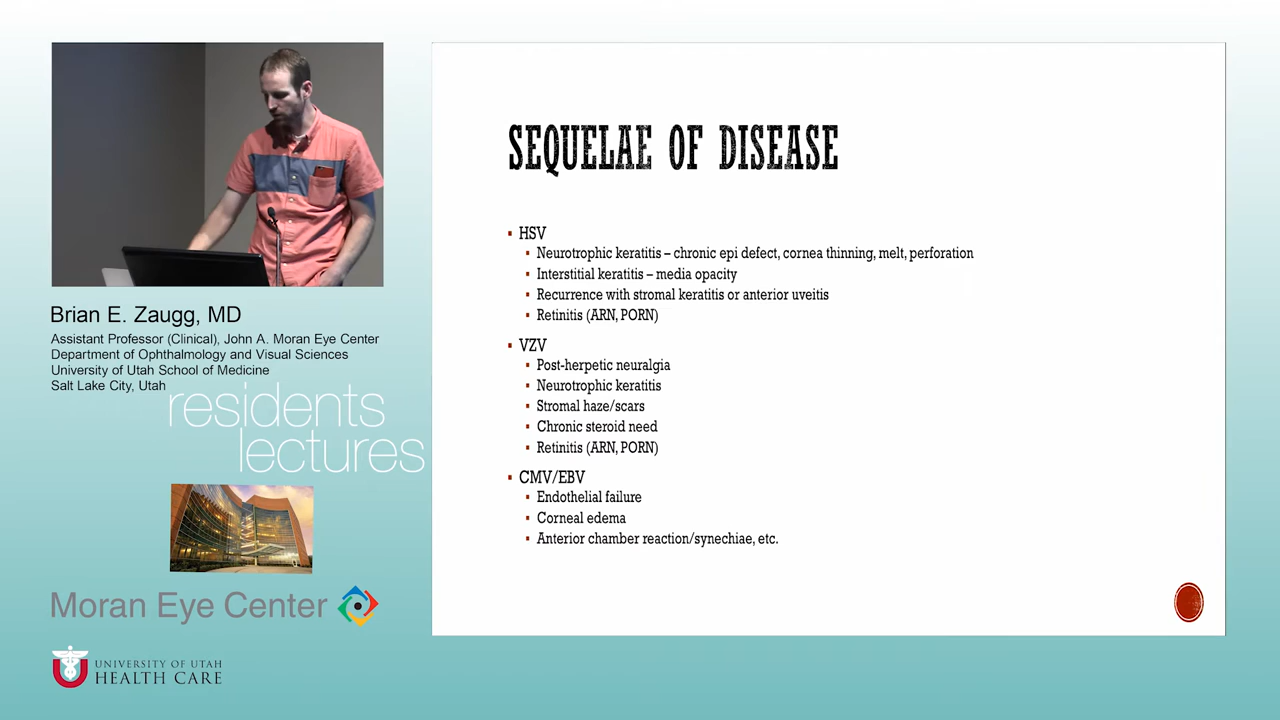 Brian E. Zaugg, MD
Assistant Professor (Clinical), John A. Moran Eye Center
Department of Ophthalmology and Visual Sciences
University of Utah School of Medicine
Salt Lake City, Utah
residents
lectures
Moran Eye Center
U
UNIVERSITY OF UTAH
HEALTH CARE
SEQUELAE OF DISEASE
▪ HSV
▪ Neurotrophic keratitis – chronic epi defect, cornea thinning, melt, perforation
▪ Interstitial keratitis – media opacity
▪ Recurrence with stromal keratitis or anterior uveitis
▪ Retinitis (ARN, PORN)
▪ VZV
▪ Post-herpetic neuralgia
▪ Neurotrophic keratitis
▪ Stromal haze/scars
▪ Chronic steroid need
▪ Retinitis (ARN, PORN)
▪ CMV/EBV
▪ Endothelial failure
▪ Corneal edema
▪ Anterior chamber reaction/synechiae, etc.